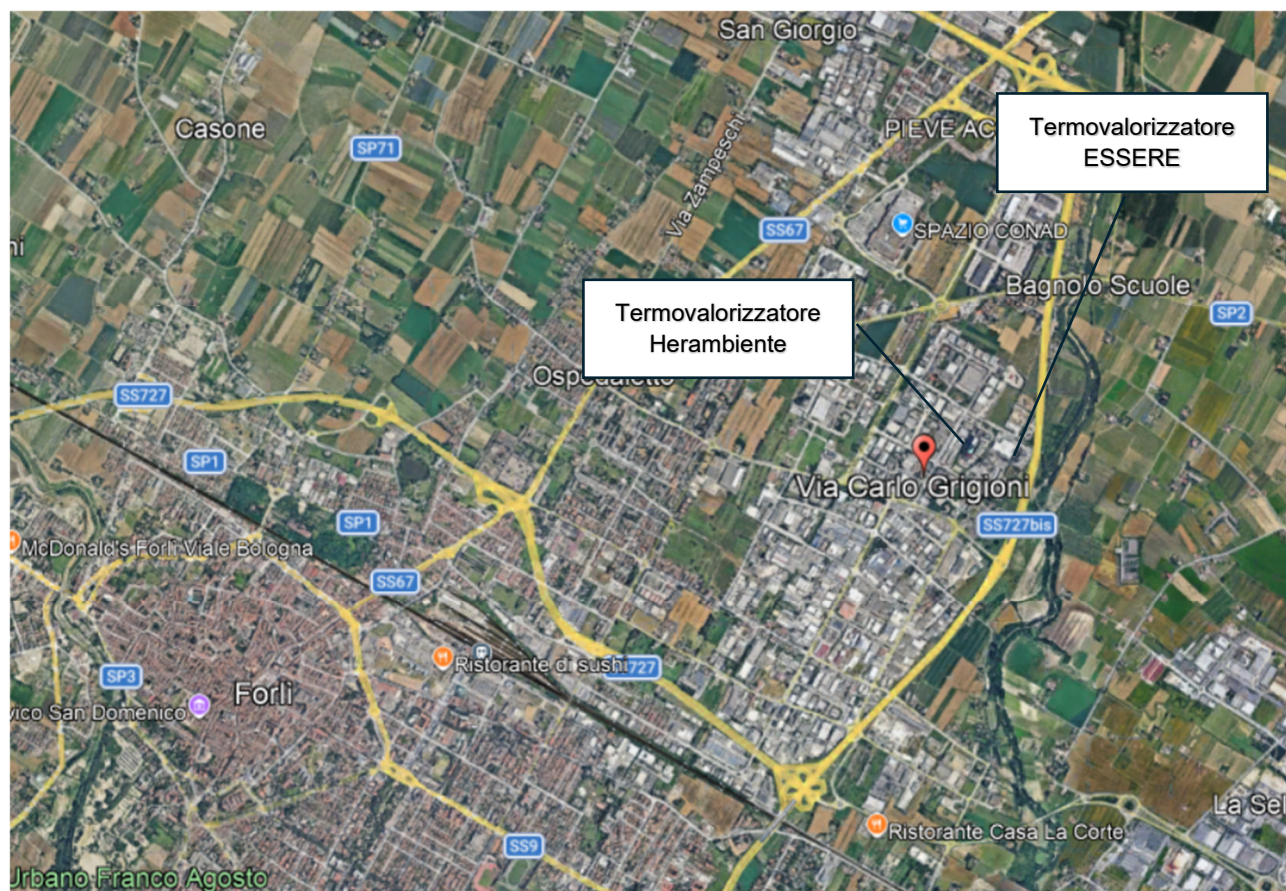 San Giorgio
Casone
SP71
PIEVE AC
Termovalorizzatore
ESSERE
Via Zampeschi
SS67
SPAZIO CONAD
Bagnolo Scuole
SP2
Termovalorizzatore
Herambiente
Ospedaletto
SS727
SP1
Via Carlo Grigioni
SP1
SS727bis
McDonald's Forlì Viale Bologna
SS67
Ristorante di sushi
SS727
SP3
Forlì
vico San Domenico
La Sel
Ristorante Casa La Corte
SS9
Urbano Franco Agosto